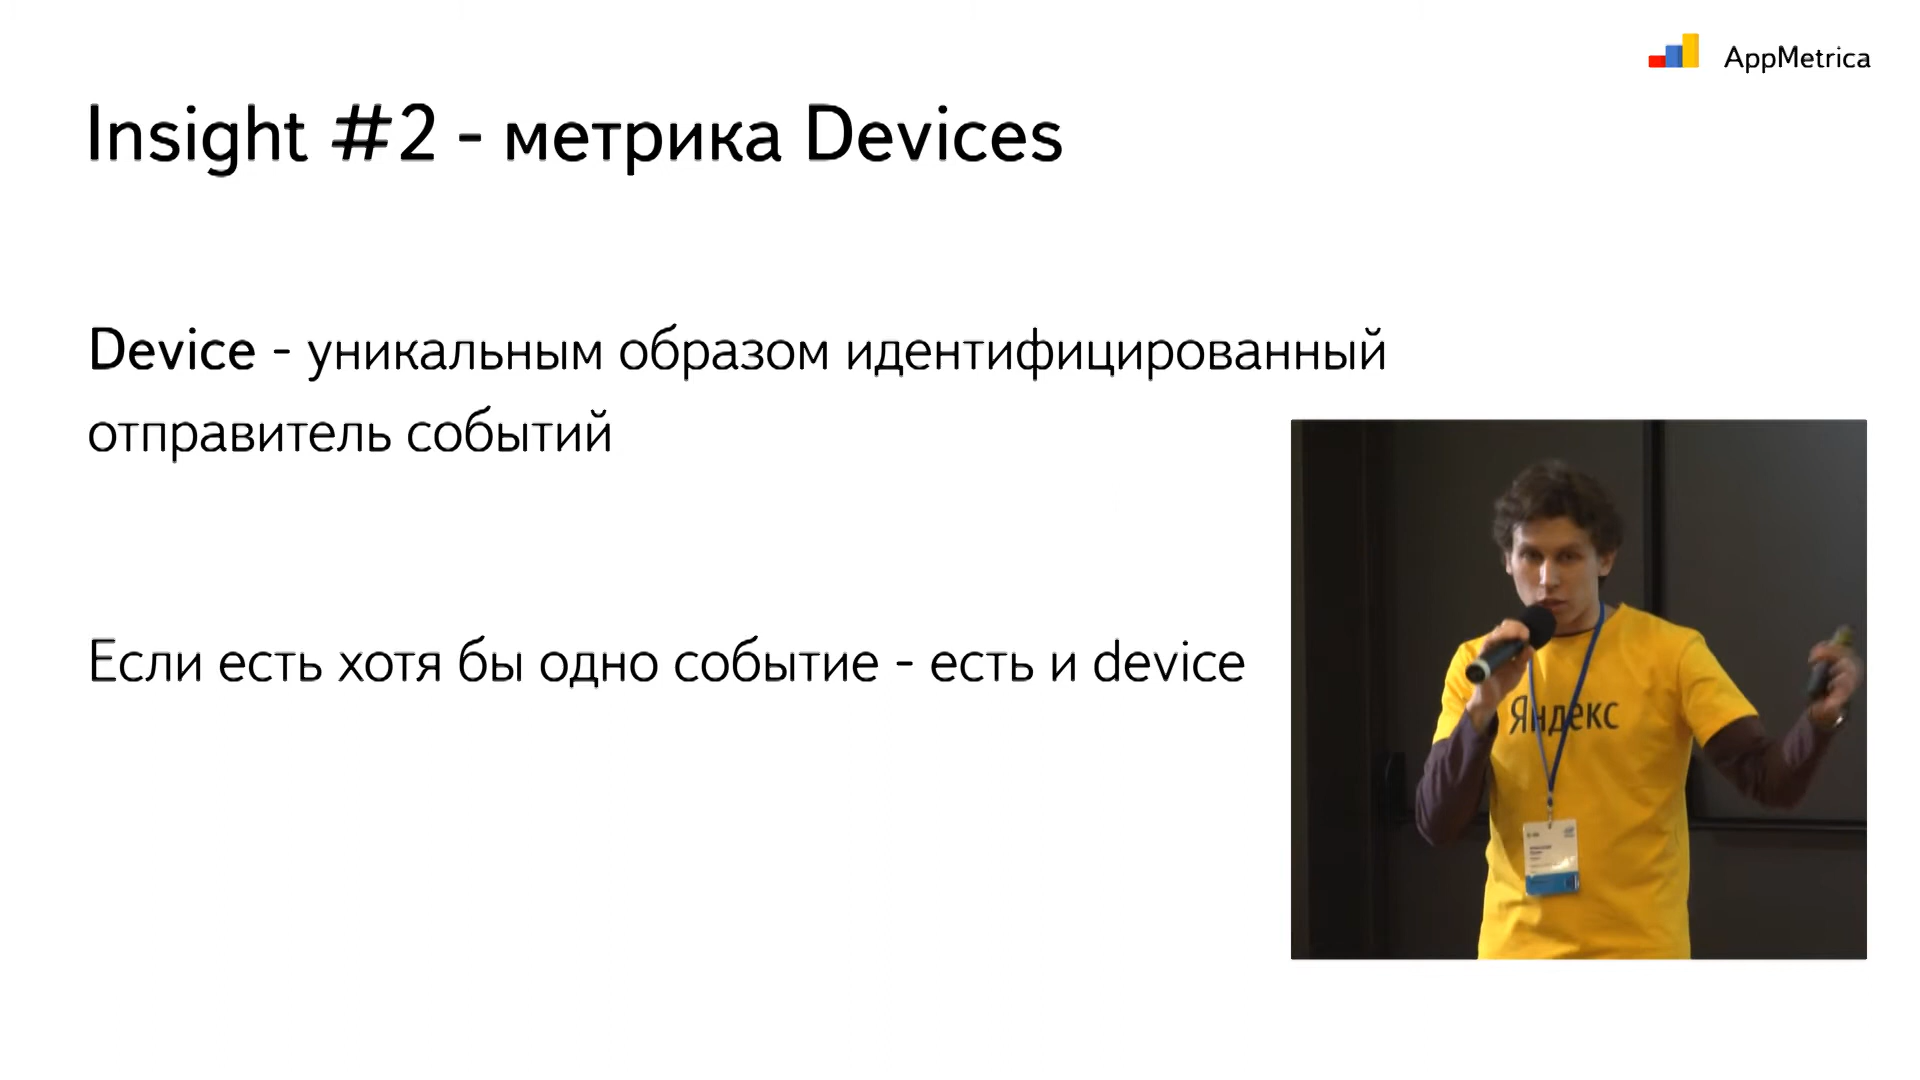 AppMetrica
Insight #2 - метрика Devices
Device - уникальным образом идентифицированный
отправитель событий
Если есть хотя бы одно событие - есть и device
Яндекс